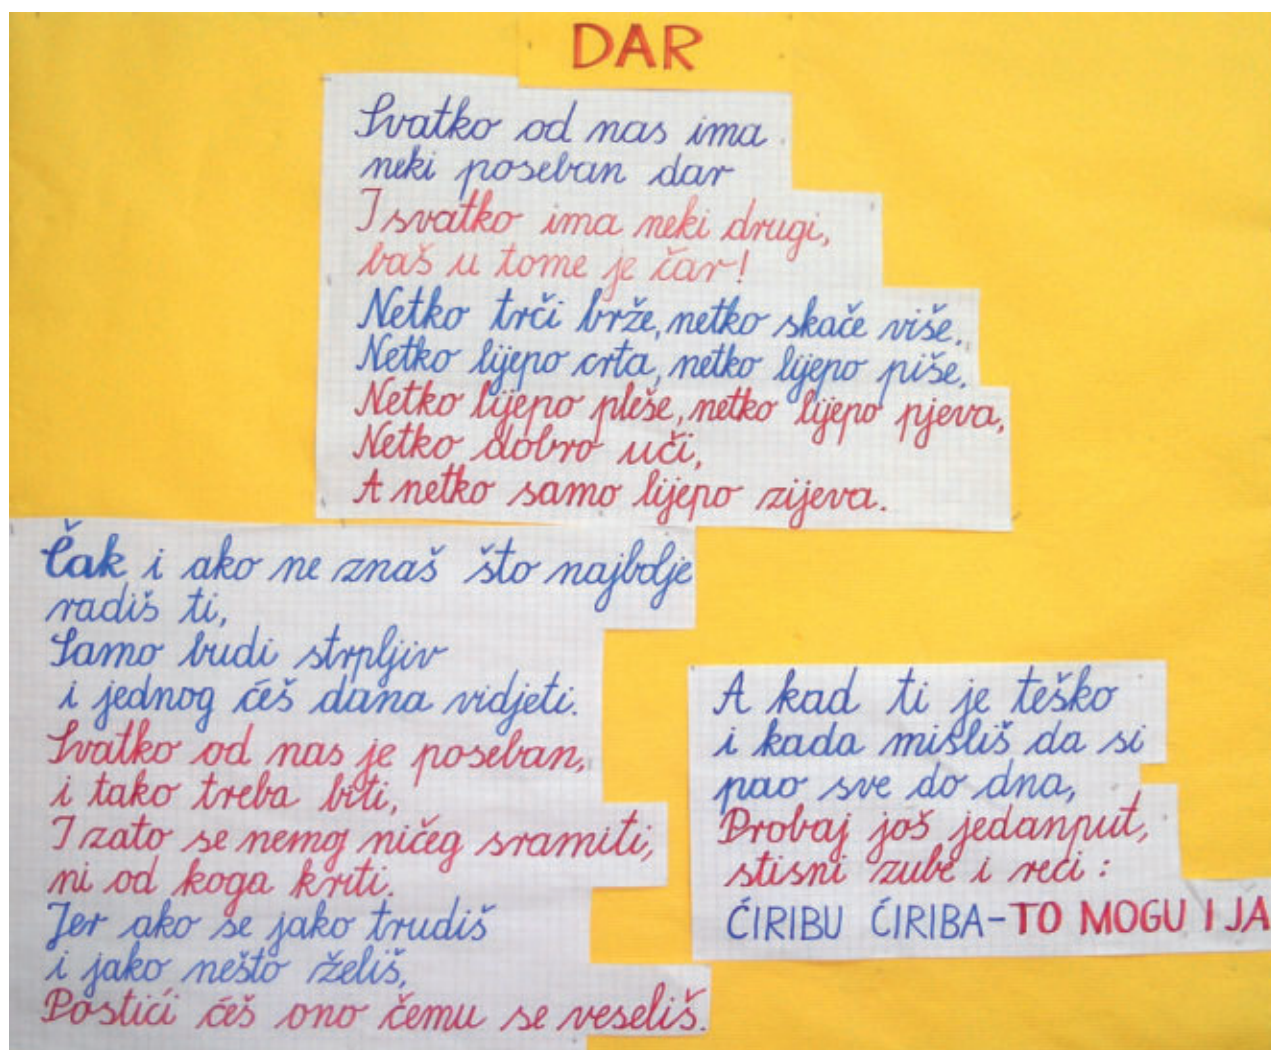 DAR
Svatko od nas ima
neki poseban dar
I svatko ima neki drugi,
baš u tome je čar!
Netko trči brže, netko skače više.
Netko lijepo crta, netko lijepo piše.
Netko lijepo pleše, netko lijepo pjeva,
Netko dobro uči,
A netko samo lijepo zijeva.
Čak i ako ne znaš što najbolje
radiš ti,
Samo budi strpljiv
i jednog ćeš dana vidjeti.
Svatko od nas je poseban,
i tako treba biti,
I zato se nemoj ničeg sramiti,
ni od koga kriti.
Jer ako se jako trudiš
i jako nešto želiš,
Postići ćeš ono čemu se veseliš.
A kad ti je teško
i kada misliš da si
pao sve do dna,
Probaj još jedanput,
stisni zube i reci:
ĆIRIBU ĆIRIBA-TO MOGU I JA